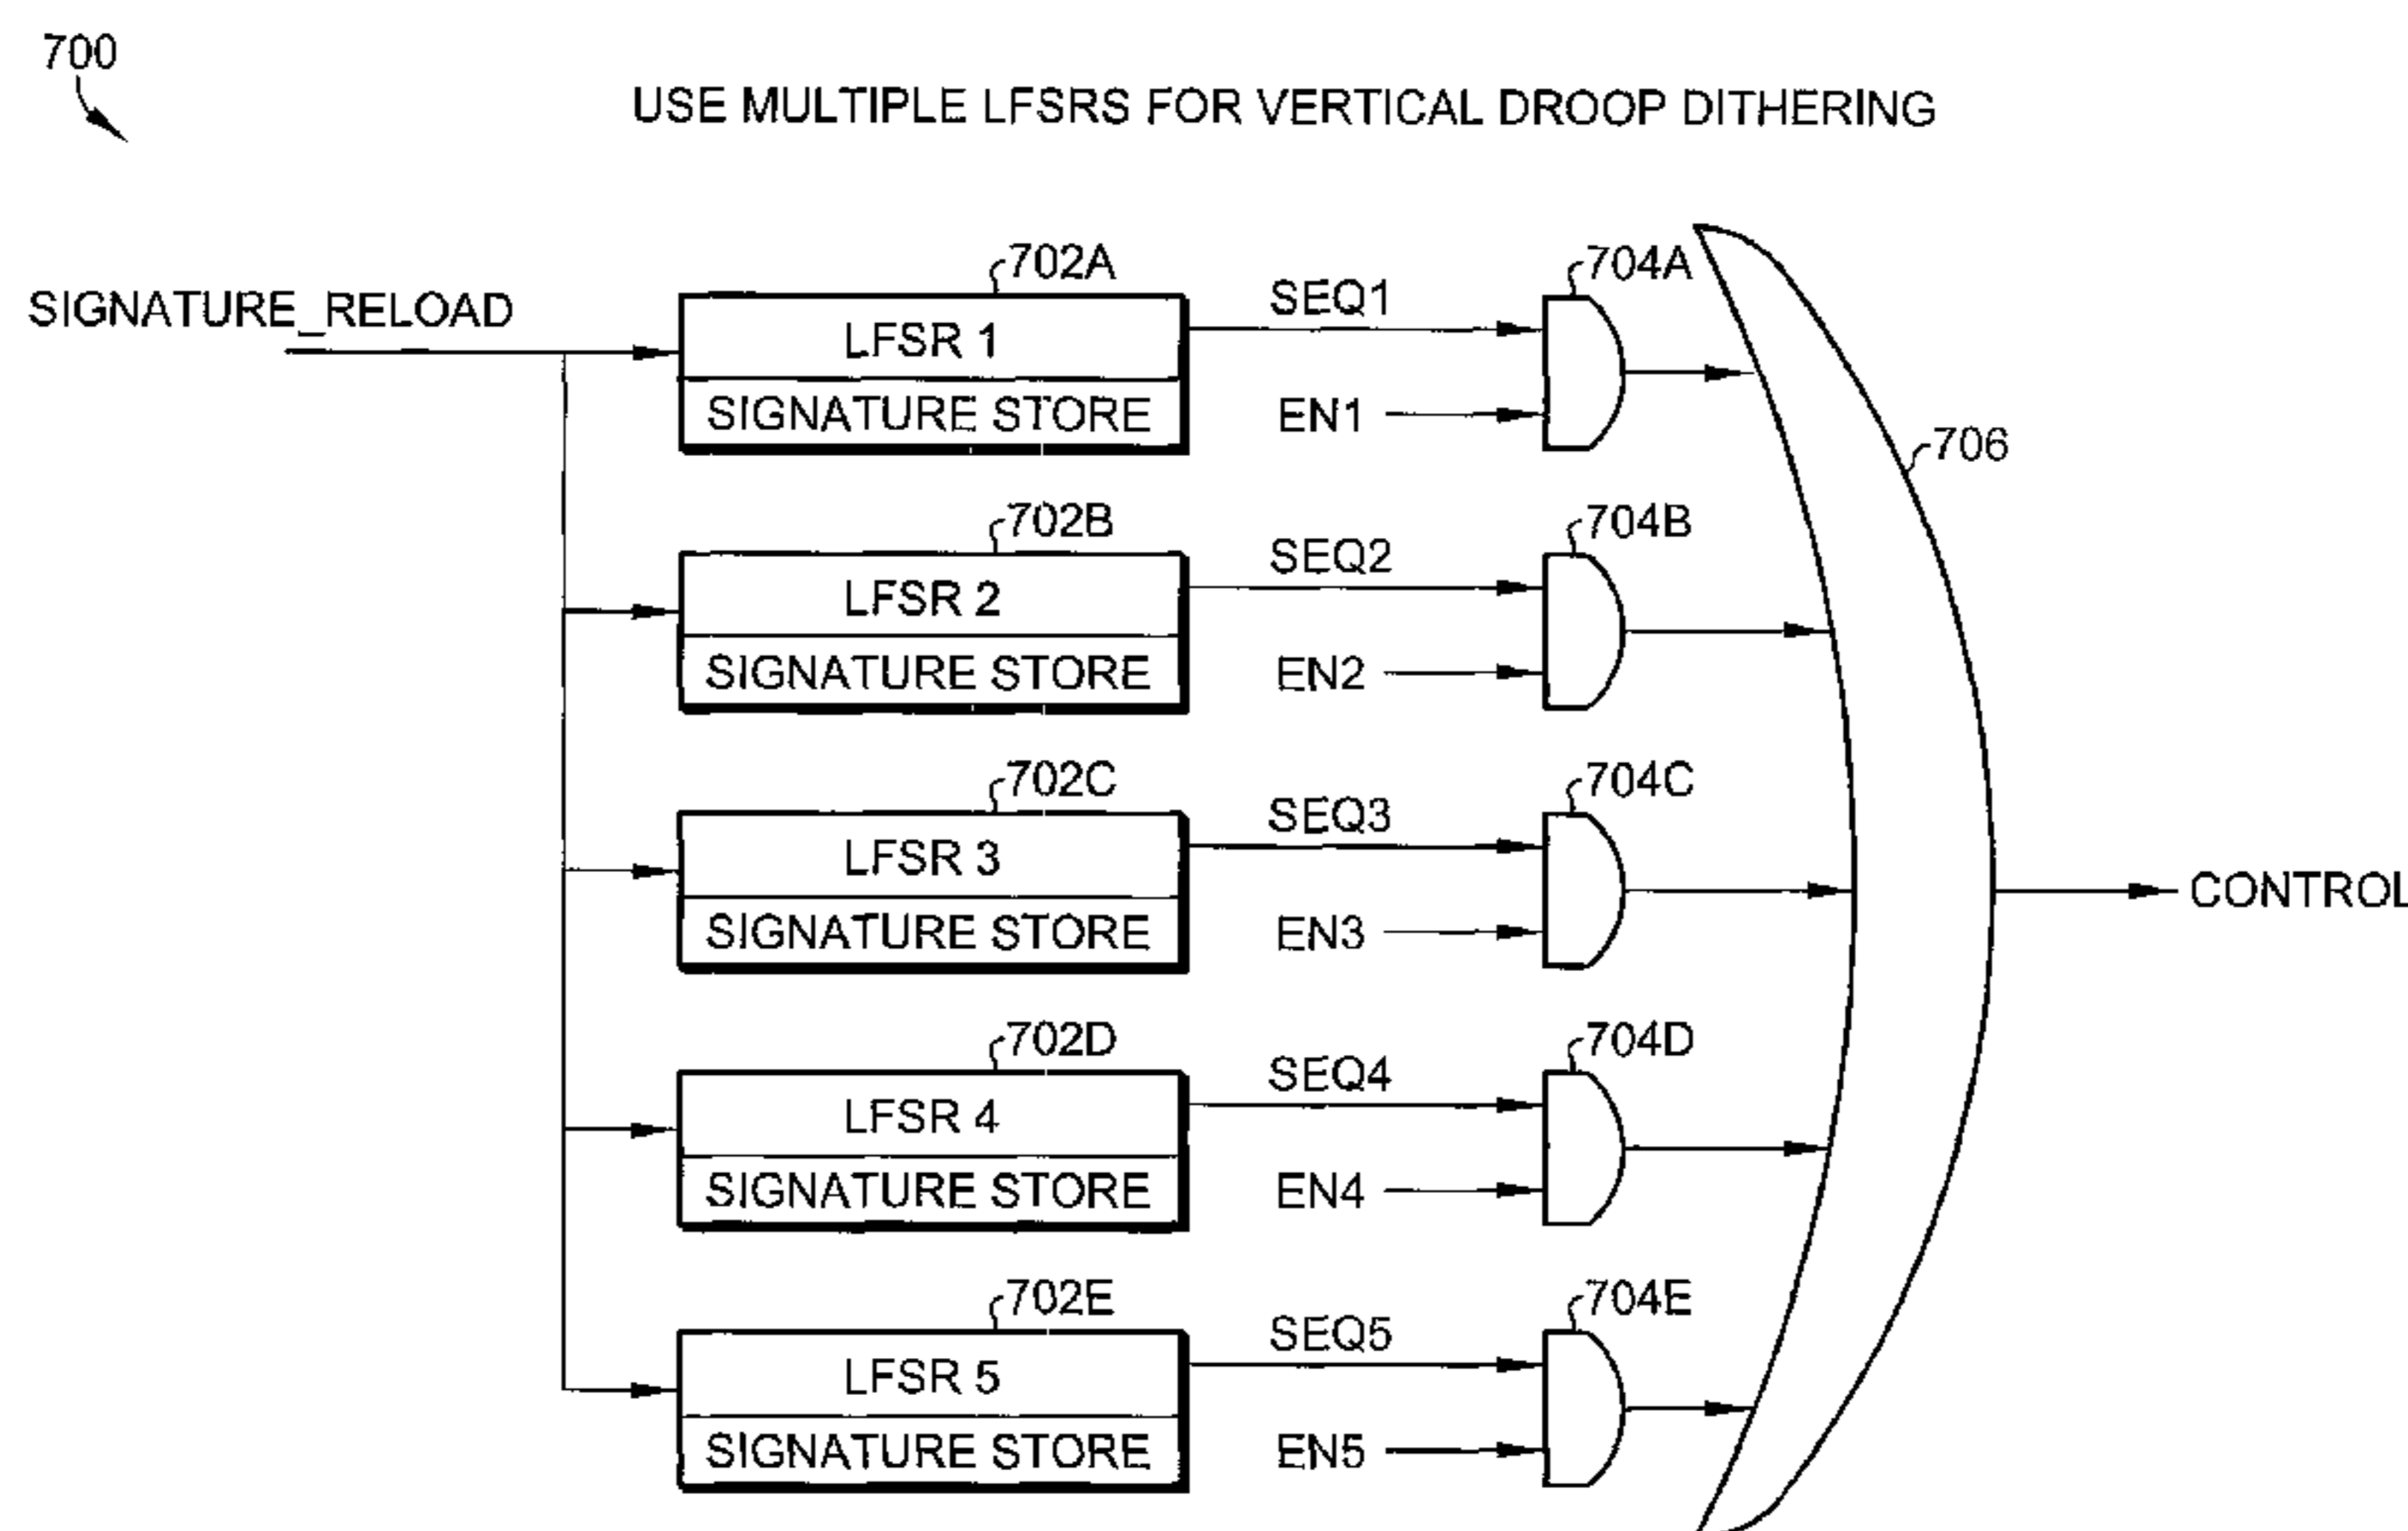 700
USE MULTIPLE LFSRS FOR VERTICAL DROOP DITHERING
SIGNATURE_RELOAD
702A
LFSR 1
SIGNATURE STORE
SEQ1
EN1
704A
706
702B
LFSR 2
SIGNATURE STORE
SEQ2
EN2
704B
702C
LFSR 3
SIGNATURE STORE
SEQ3
EN3
704C
CONTROL
702D
LFSR 4
SIGNATURE STORE
SEQ4
EN4
704D
702E
LFSR 5
SIGNATURE STORE
SEQ5
EN5
704E